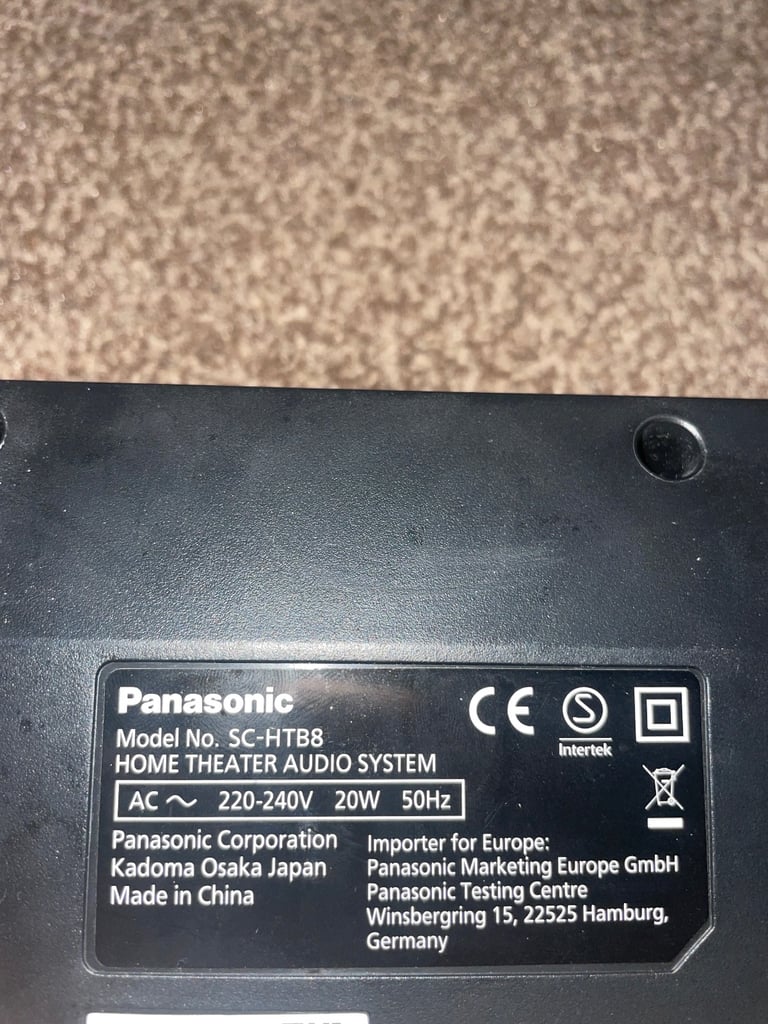 Panasonic
Model No. SC-HTB8
HOME THEATER AUDIO SYSTEM
AC ~ 220-240V 20W 50Hz
Panasonic Corporation
Kadoma Osaka Japan
Made in China
CE
S
Intertek
Importer for Europe:
Panasonic Marketing Europe GmbH
Panasonic Testing Centre
Winsbergring 15, 22525 Hamburg,
Germany